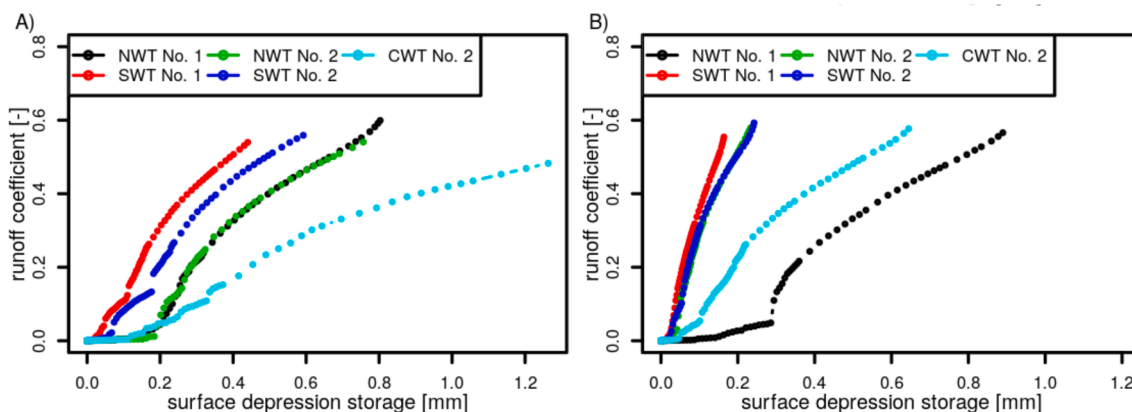 A)
NWT No. 1 NWT No. 2 CWT No. 2
SWT No. 1 SWT No. 2
runoff coefficient [-]
0.8
0.6
0.4
0.2
0.0
0.0 0.2 0.4 0.6 0.8 1.0 1.2
surface depression storage [mm]
B)
NWT No. 1 NWT No. 2 CWT No. 2
SWT No. 1 SWT No. 2
runoff coefficient [-]
0.8
0.6
0.4
0.2
0.0
0.0 0.2 0.4 0.6 0.8 1.0 1.2
surface depression storage [mm]